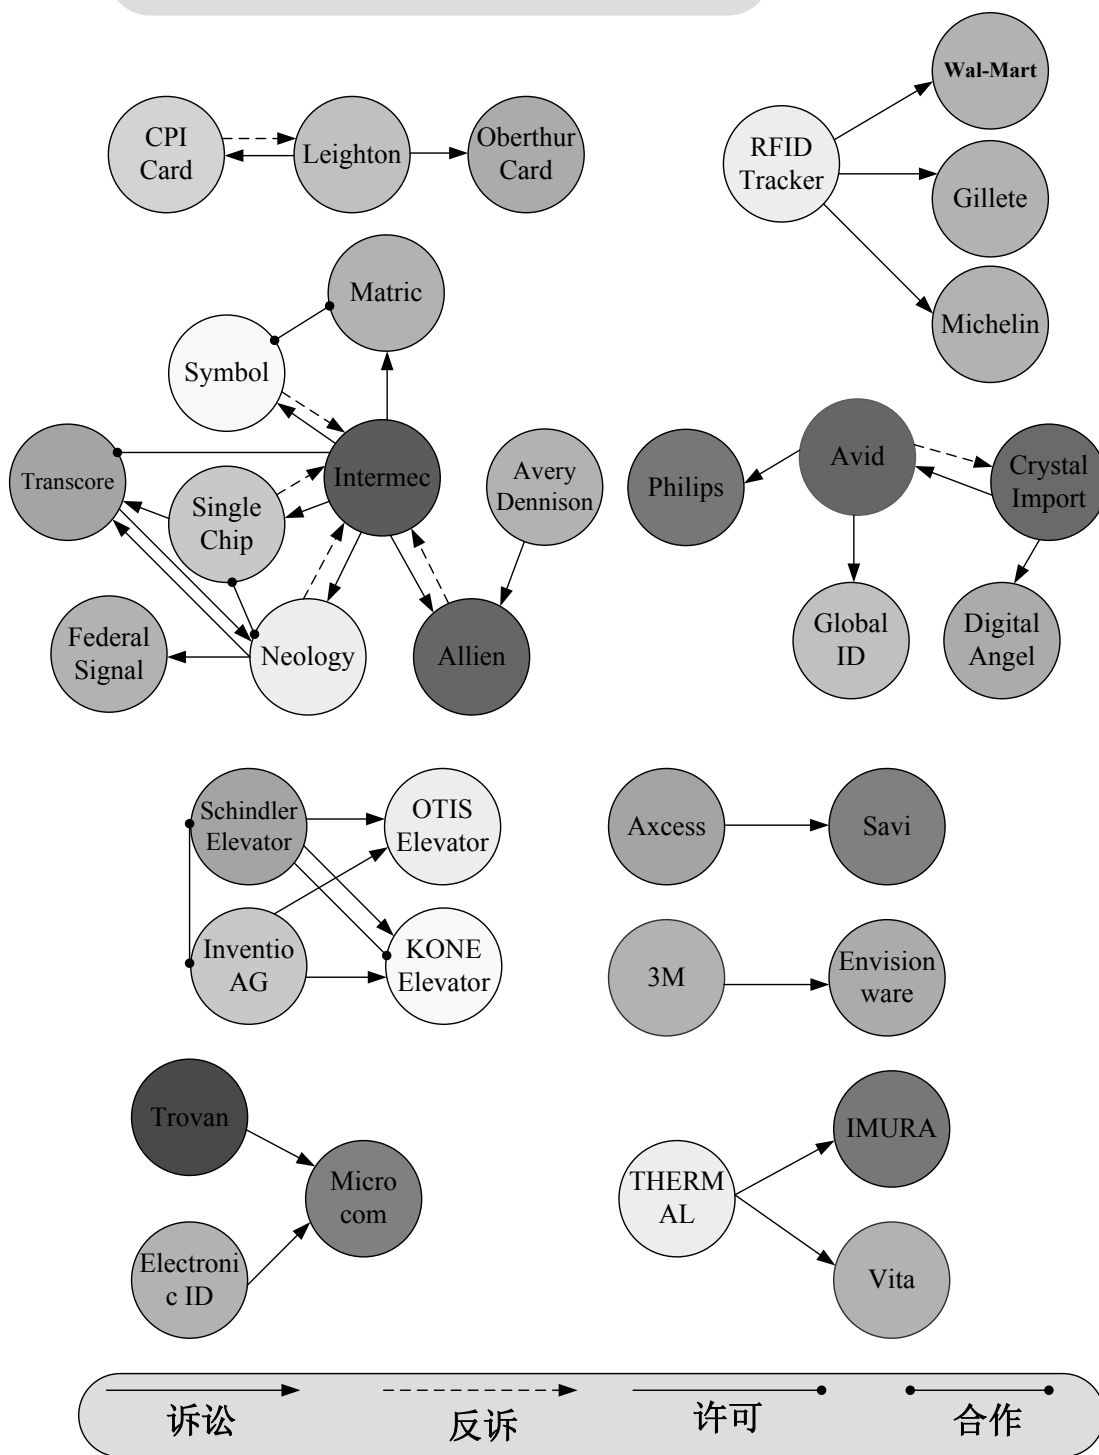 Wal-Mart
CPI
Card
Leighton
Oberthur
Card
RFID
Tracker
Gillete
Michelin
Matric
Symbol
Transcore
Single
Chip
Intermec
Avery
Dennison
Philips
Avid
Crystal
Import
Federal
Signal
Neology
Allien
Global
ID
Digital
Angel
Schindler
Elevator
OTIS
Elevator
Axcess
Savi
Inventio
AG
KONE
Elevator
3M
Envision
ware
Trovan
Micro
com
Electroni
c ID
THERM
AL
IMURA
Vita
诉讼
反诉
许可
合作